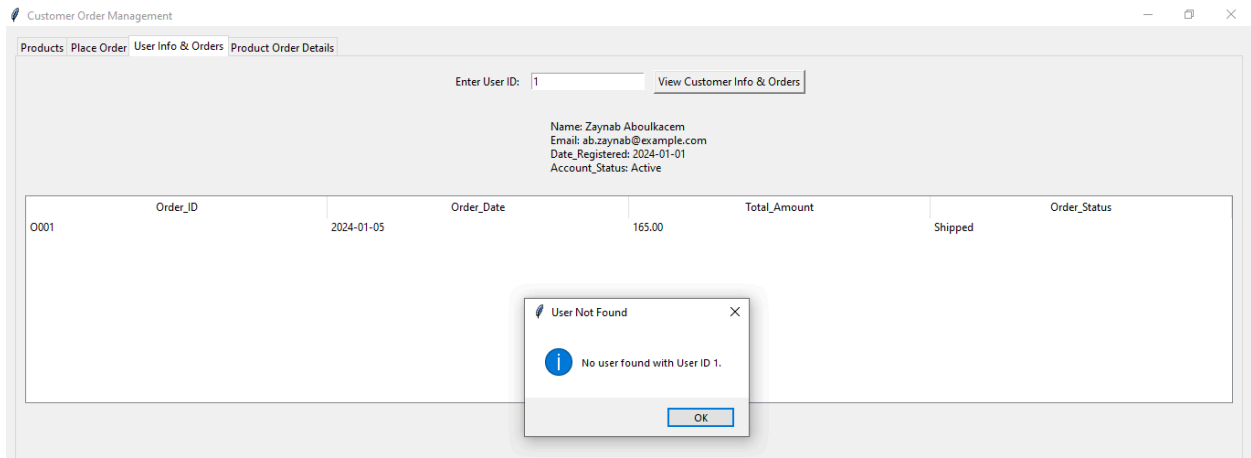 Customer Order Management
Products Place Order User Info & Orders Product Order Details
Enter User ID: 1 View Customer Info & Orders
Name: Zaynab Aboulkacem
Email: ab.zaynab@example.com
Date_Registered: 2024-01-01
Account_Status: Active
Order_ID Order_Date Total_Amount Order_Status
O001 2024-01-05 165.00 Shipped
User Not Found
No user found with User ID 1.
OK